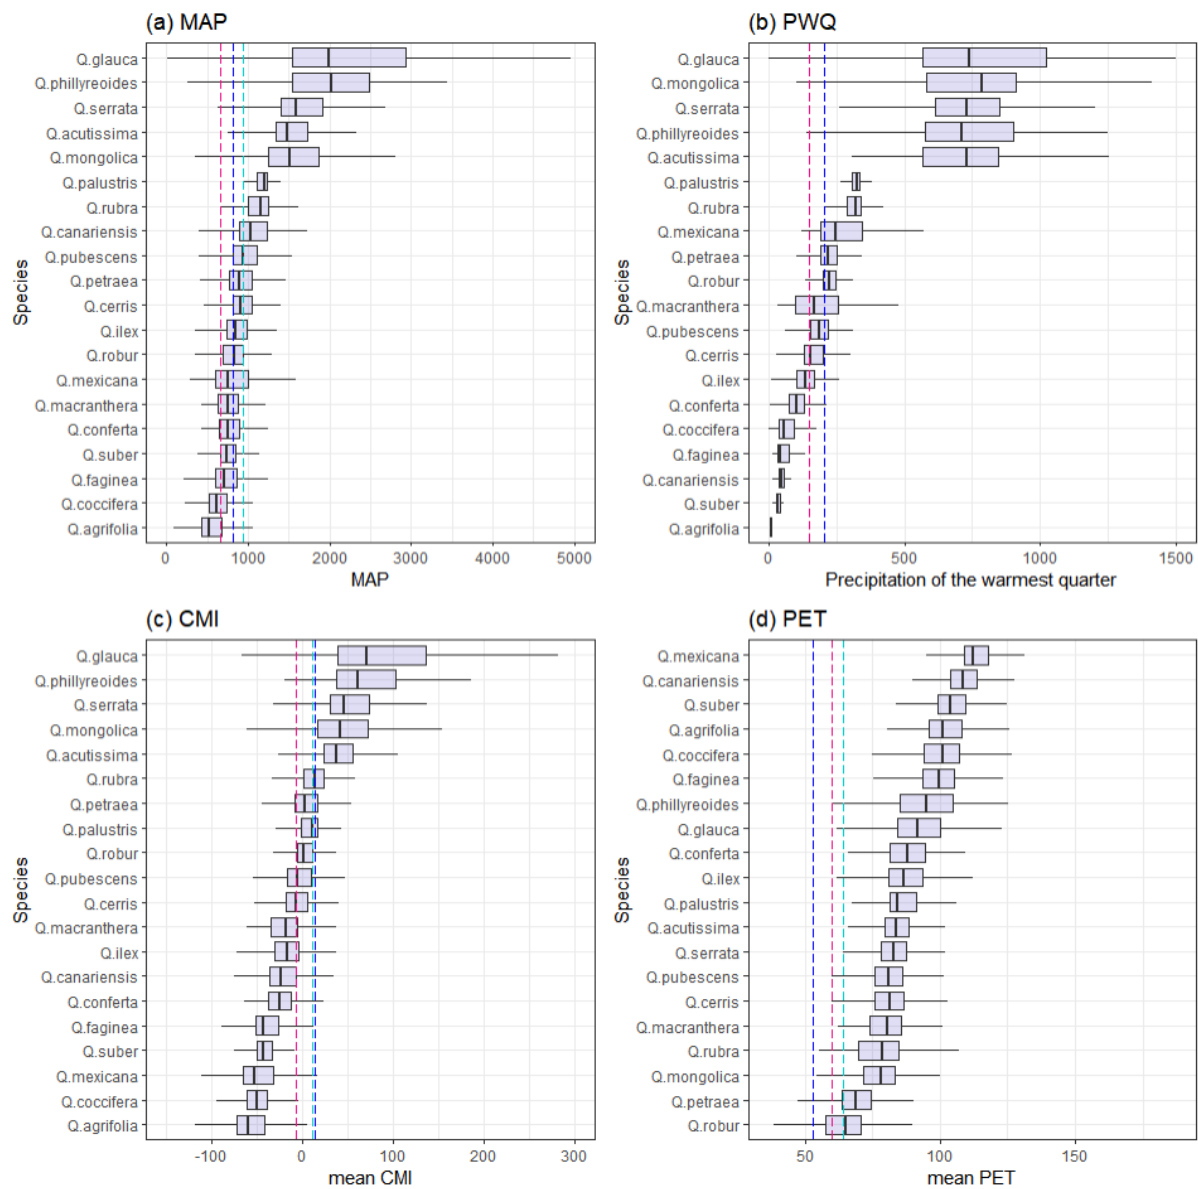 (a) MAP
Species
Q.glauca
Q.phillyreoides
Q.serrata
Q.acutissima
Q.mongolica
Q.palustris
Q.rubra
Q.canariensis
Q.pubescens
Q.petraea
Q.cerris
Q.ilex
Q.robur
Q.mexicana
Q.macranthera
Q.conferta
Q.suber
Q.faginea
Q.coccifera
Q.agrifolia
0 1000 2000 3000 4000 5000
MAP
(b) PWQ
Species
Q.glauca
Q.mongolica
Q.serrata
Q.phillyreoides
Q.acutissima
Q.palustris
Q.rubra
Q.mexicana
Q.petraea
Q.robur
Q.macranthera
Q.pubescens
Q.cerris
Q.ilex
Q.conferta
Q.coccifera
Q.faginea
Q.canariensis
Q.suber
Q.agrifolia
0 500 1000 1500
Precipitation of the warmest quarter
(c) CMI
Species
Q.glauca
Q.phillyreoides
Q.serrata
Q.mongolica
Q.acutissima
Q.rubra
Q.petraea
Q.palustris
Q.robur
Q.pubescens
Q.cerris
Q.macranthera
Q.ilex
Q.canariensis
Q.conferta
Q.faginea
Q.suber
Q.mexicana
Q.coccifera
Q.agrifolia
-100 0 100 200 300
mean CMI
(d) PET
Species
Q.mexicana
Q.canariensis
Q.suber
Q.agrifolia
Q.coccifera
Q.faginea
Q.phillyreoides
Q.glauca
Q.conferta
Q.ilex
Q.palustris
Q.acutissima
Q.serrata
Q.pubescens
Q.cerris
Q.macranthera
Q.rubra
Q.mongolica
Q.petraea
Q.robur
50 100 150
mean PET